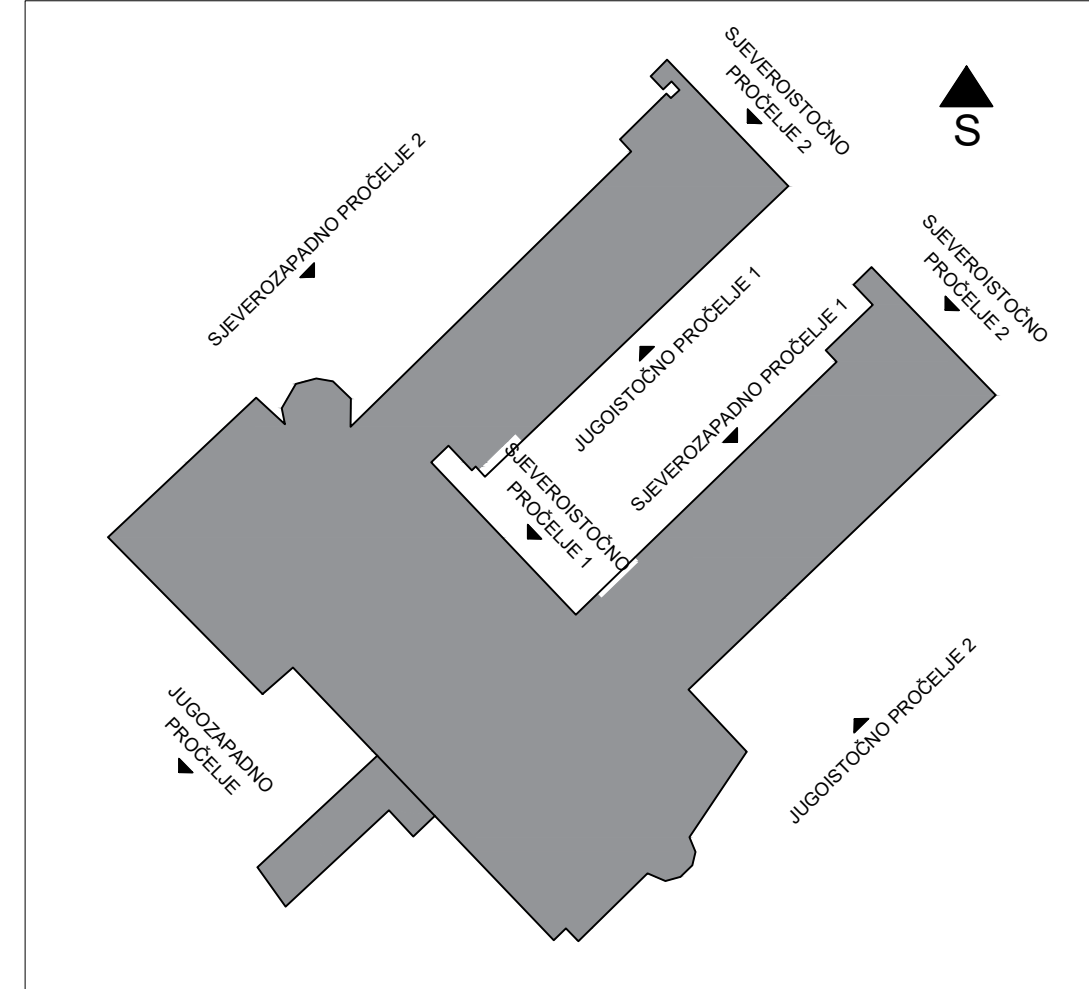 SJEVEROISTOČNO
PROČELJE 2
S
SJEVEROZAPADNO PROČELJE 2
SJEVEROISTOČNO
PROČELJE 2
JUGOISTOČNO PROČELJE 1
SJEVEROZAPADNO PROČELJE 1
SJEVEROISTOČNO
PROČELJE 1
JUGOZAPADNO
PROČELJE
JUGOISTOČNO PROČELJE 2